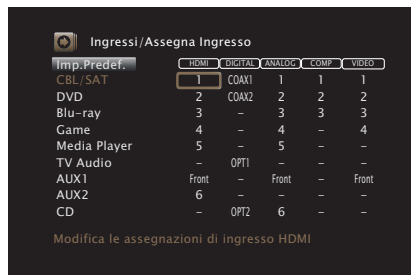 Ingressi/Assegna Ingresso
Imp.Predef. HDMI DIGITAL ANALOG COMP VIDEO
CBL/SAT 1 COAX1 1 1 1
DVD 2 COAX2 2 2 2
Blu-ray 3 – 3 3 3
Game 4 – 4 – 4
Media Player 5 – 5 – –
TV Audio – OPT1 – – –
AUX1 Front – Front – Front
AUX2 6 – – – –
CD – OPT2 6 – –
Modifica le assegnazioni di ingresso HDMI